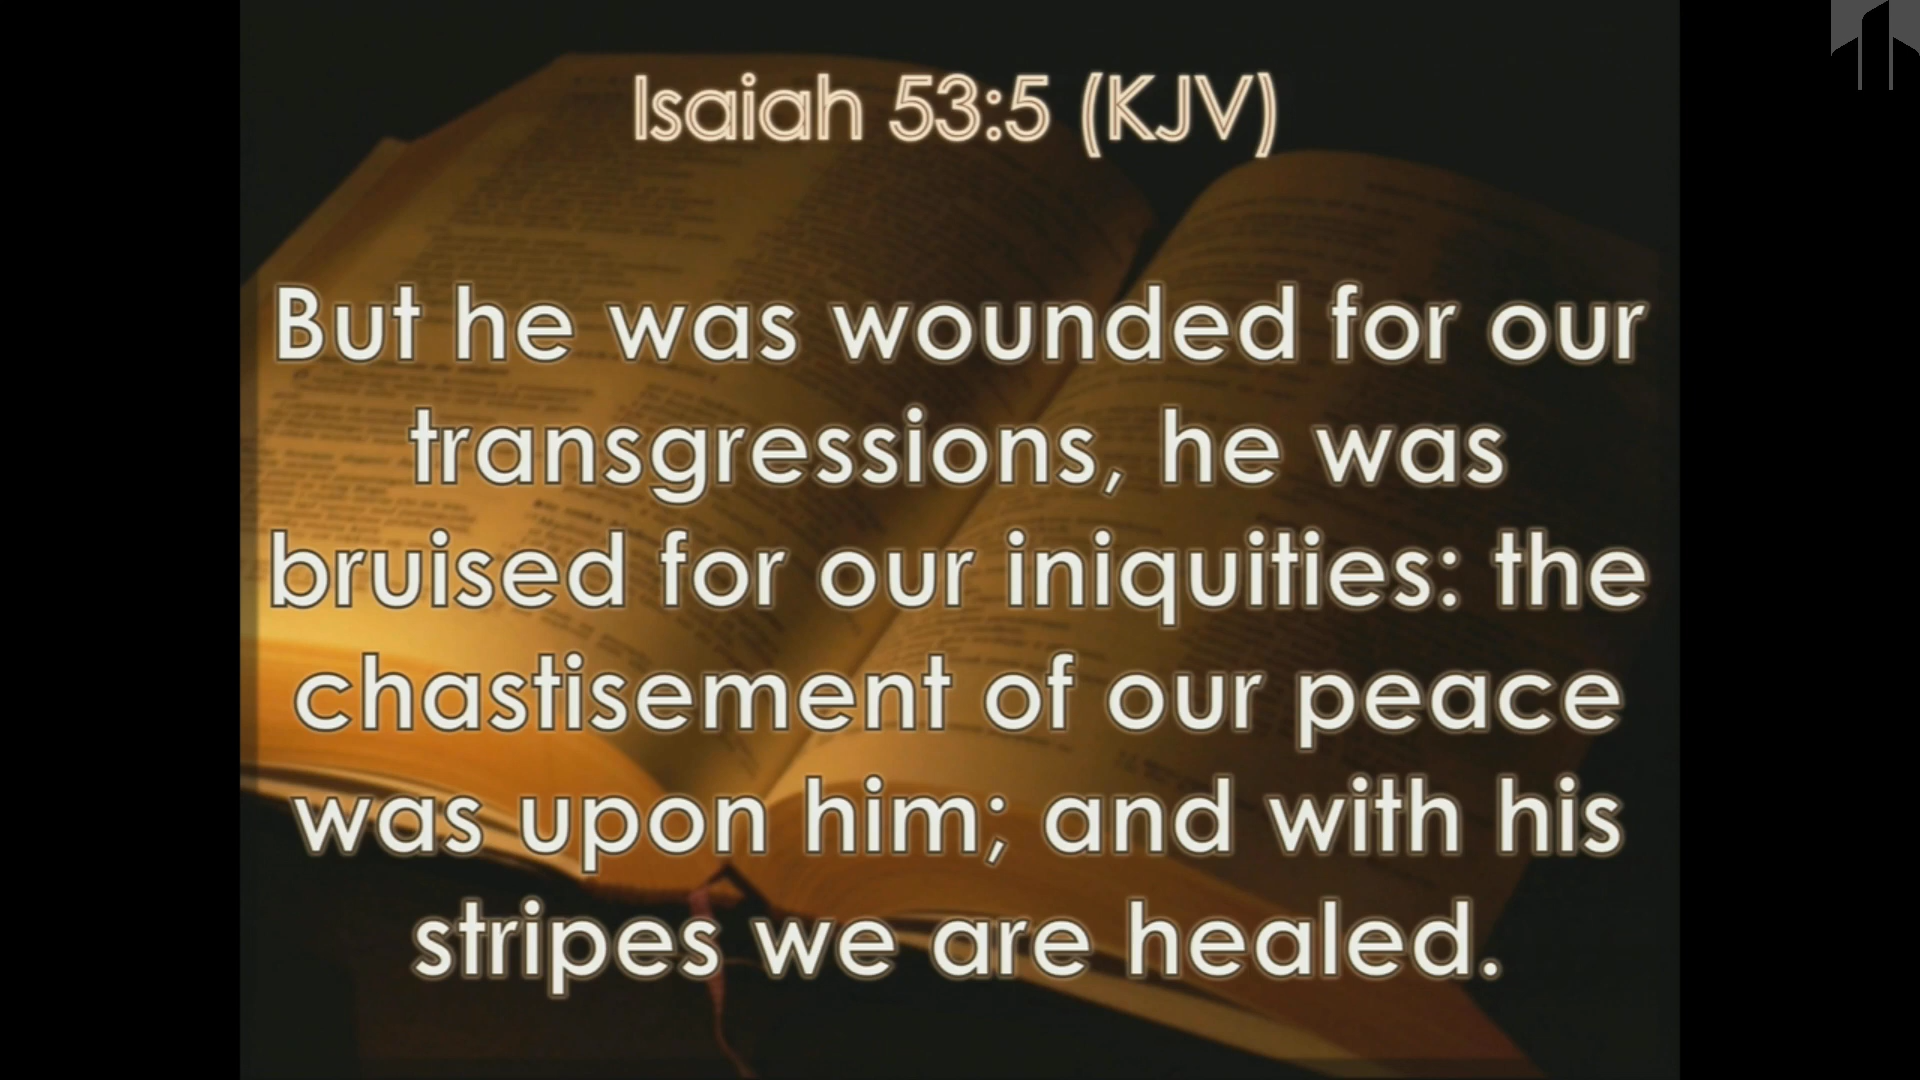 Isaiah 53:5 (KJV)
But he was wounded for our
transgressions, he was
bruised for our iniquities: the
chastisement of our peace
was upon him; and with his
stripes we are healed.